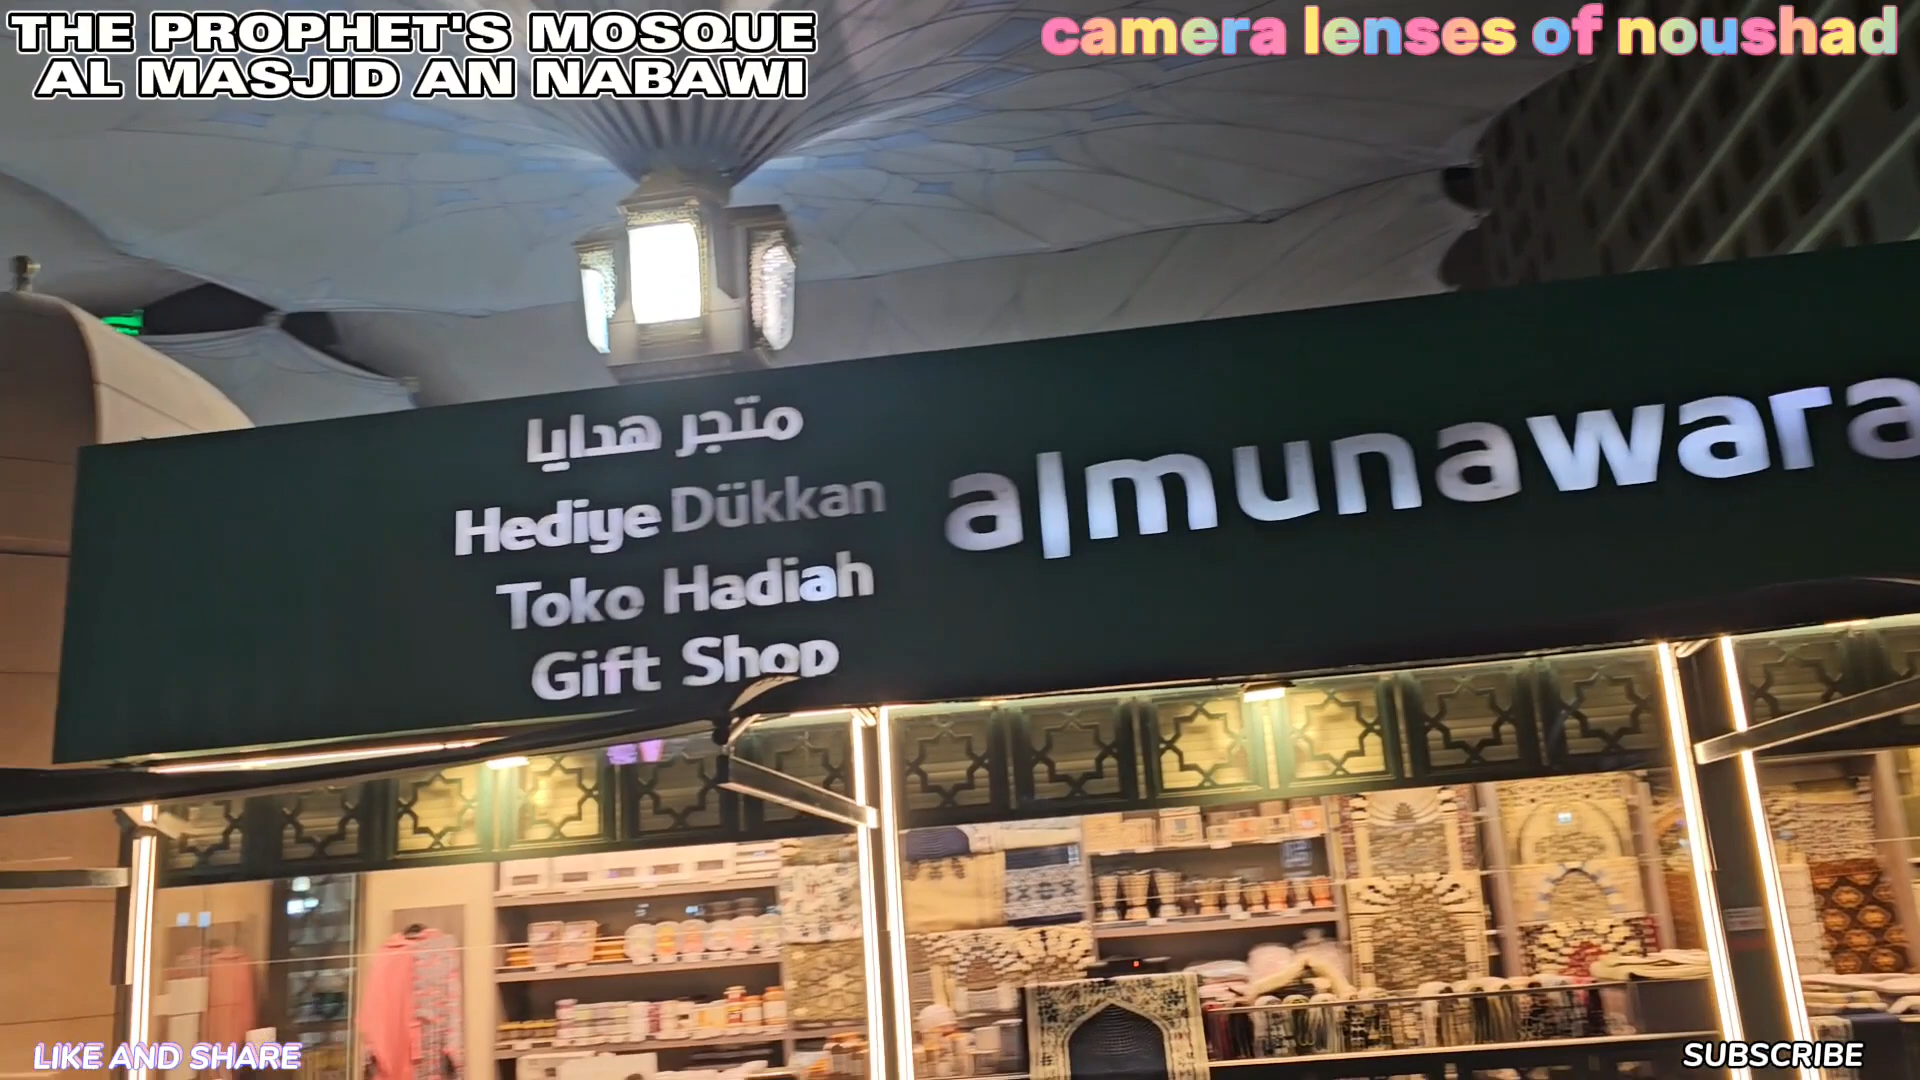 THE PROPHET'S MOSQUE
AL MASJID AN NABAWI
camera lenses of noushad
متجر هدايا
Hediye Dükkan
Toko Hadiah
Gift Shop
almunawara
LIKE AND SHARE
SUBSCRIBE